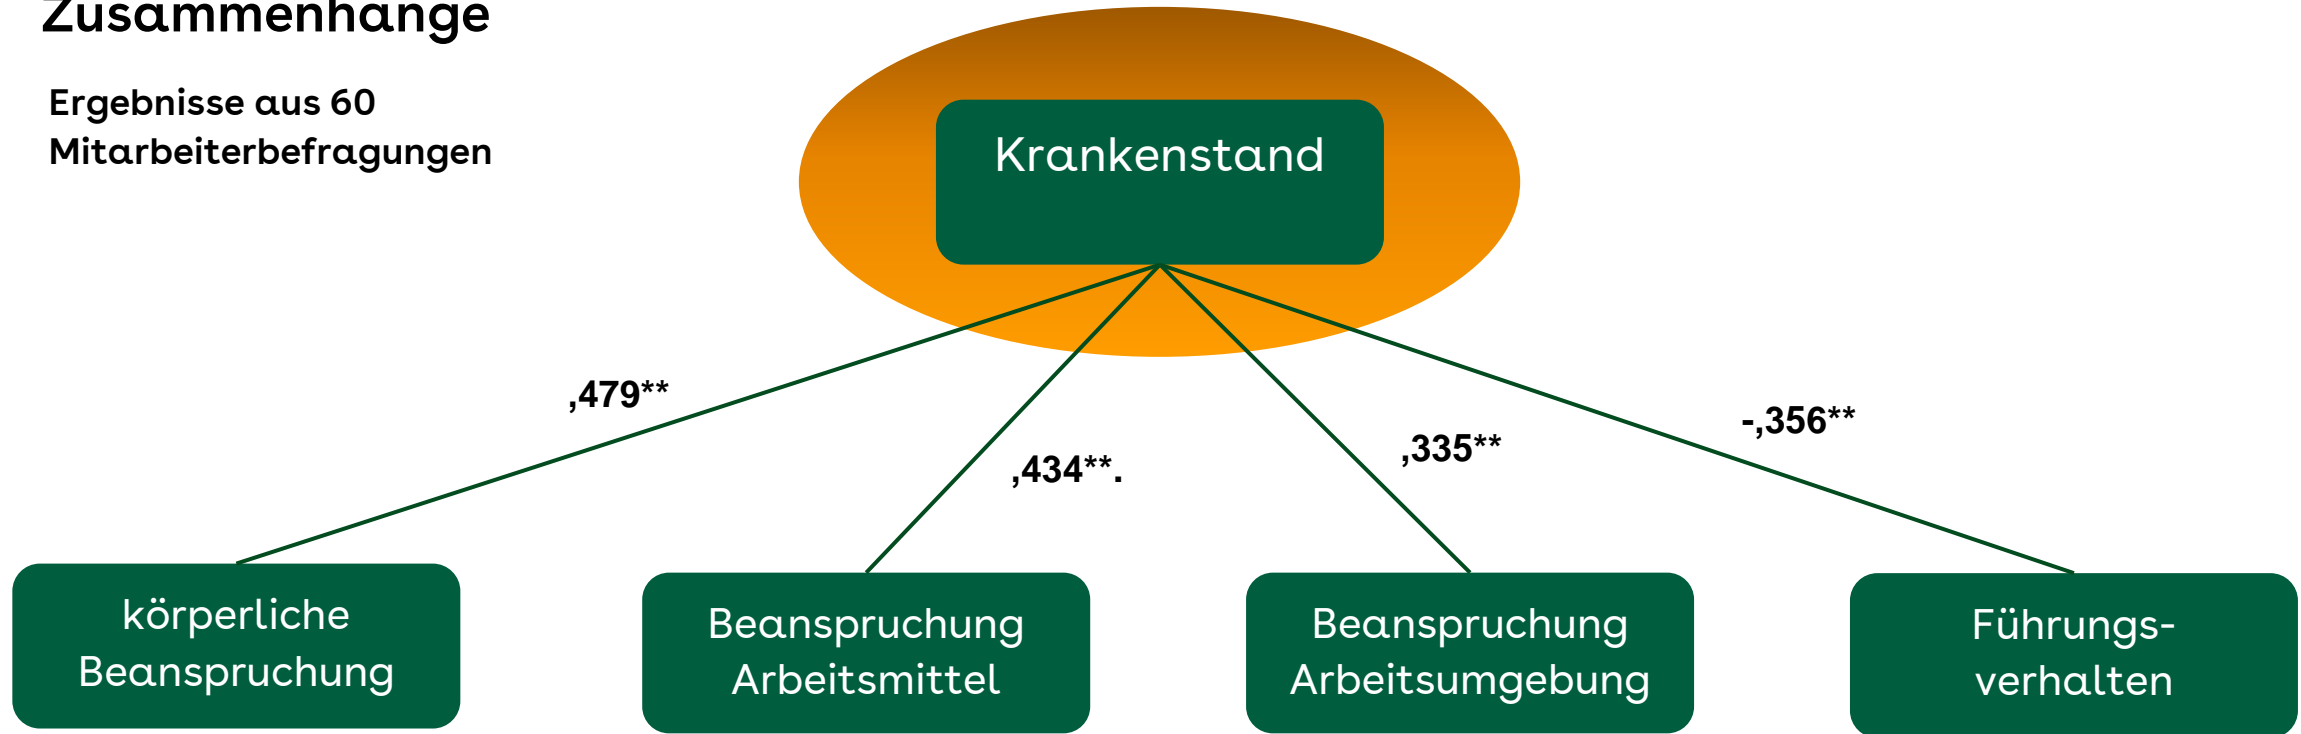 Zusammenhänge
Ergebnisse aus 60
Mitarbeiterbefragungen
Krankenstand
,479**
-,356**
,335**
,434**.
körperliche
Beanspruchung
Beanspruchung
Arbeitsmittel
Beanspruchung
Arbeitsumgebung
Führungs-
verhalten